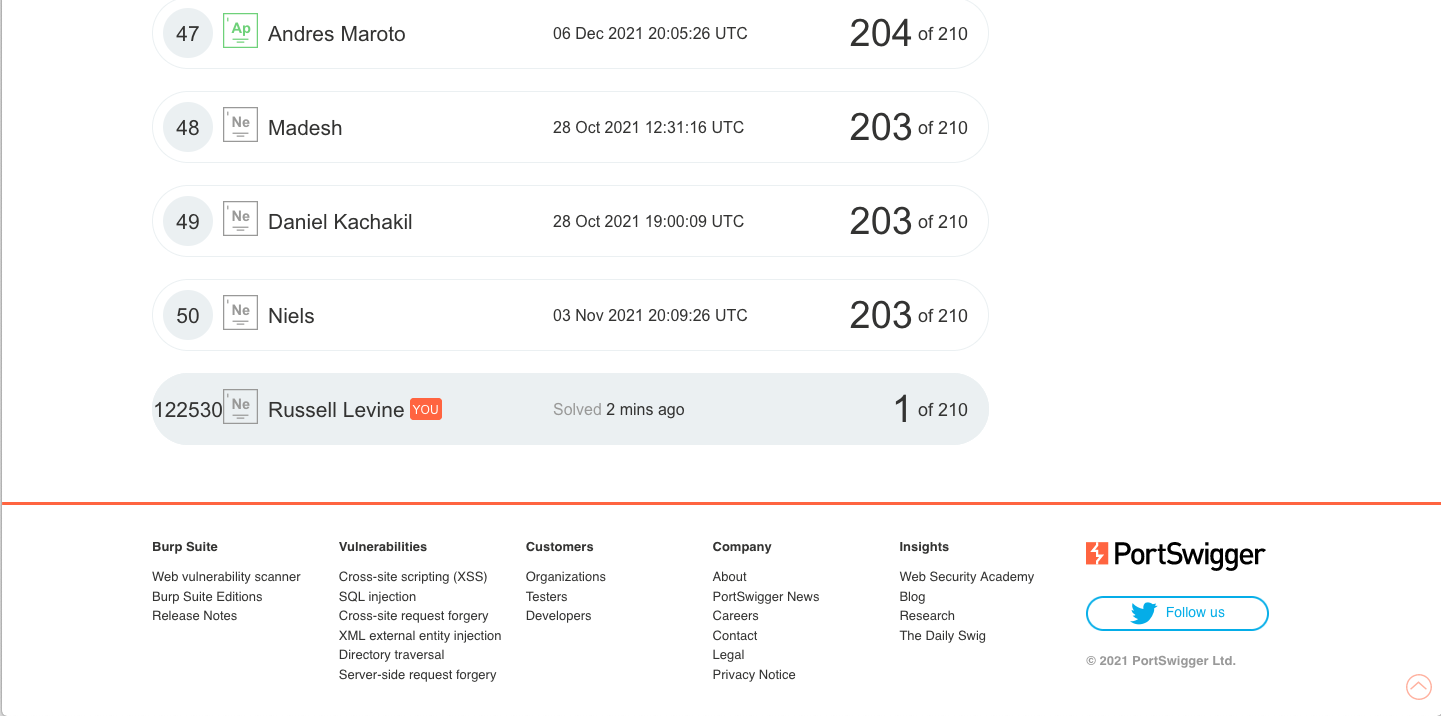 47 Ap Andres Maroto 06 Dec 2021 20:05:26 UTC 204 of 210
48 Ne Madesh 28 Oct 2021 12:31:16 UTC 203 of 210
49 Ne Daniel Kachakil 28 Oct 2021 19:00:09 UTC 203 of 210
50 Ne Niels 03 Nov 2021 20:09:26 UTC 203 of 210
122530 Ne Russell Levine YOU Solved 2 mins ago 1 of 210
Burp Suite
Web vulnerability scanner
Burp Suite Editions
Release Notes
Vulnerabilities
Cross-site scripting (XSS)
SQL injection
Cross-site request forgery
XML external entity injection
Directory traversal
Server-side request forgery
Customers
Organizations
Testers
Developers
Company
About
PortSwigger News
Careers
Contact
Legal
Privacy Notice
Insights
Web Security Academy
Blog
Research
The Daily Swig
PortSwigger
Follow us
© 2021 PortSwigger Ltd.